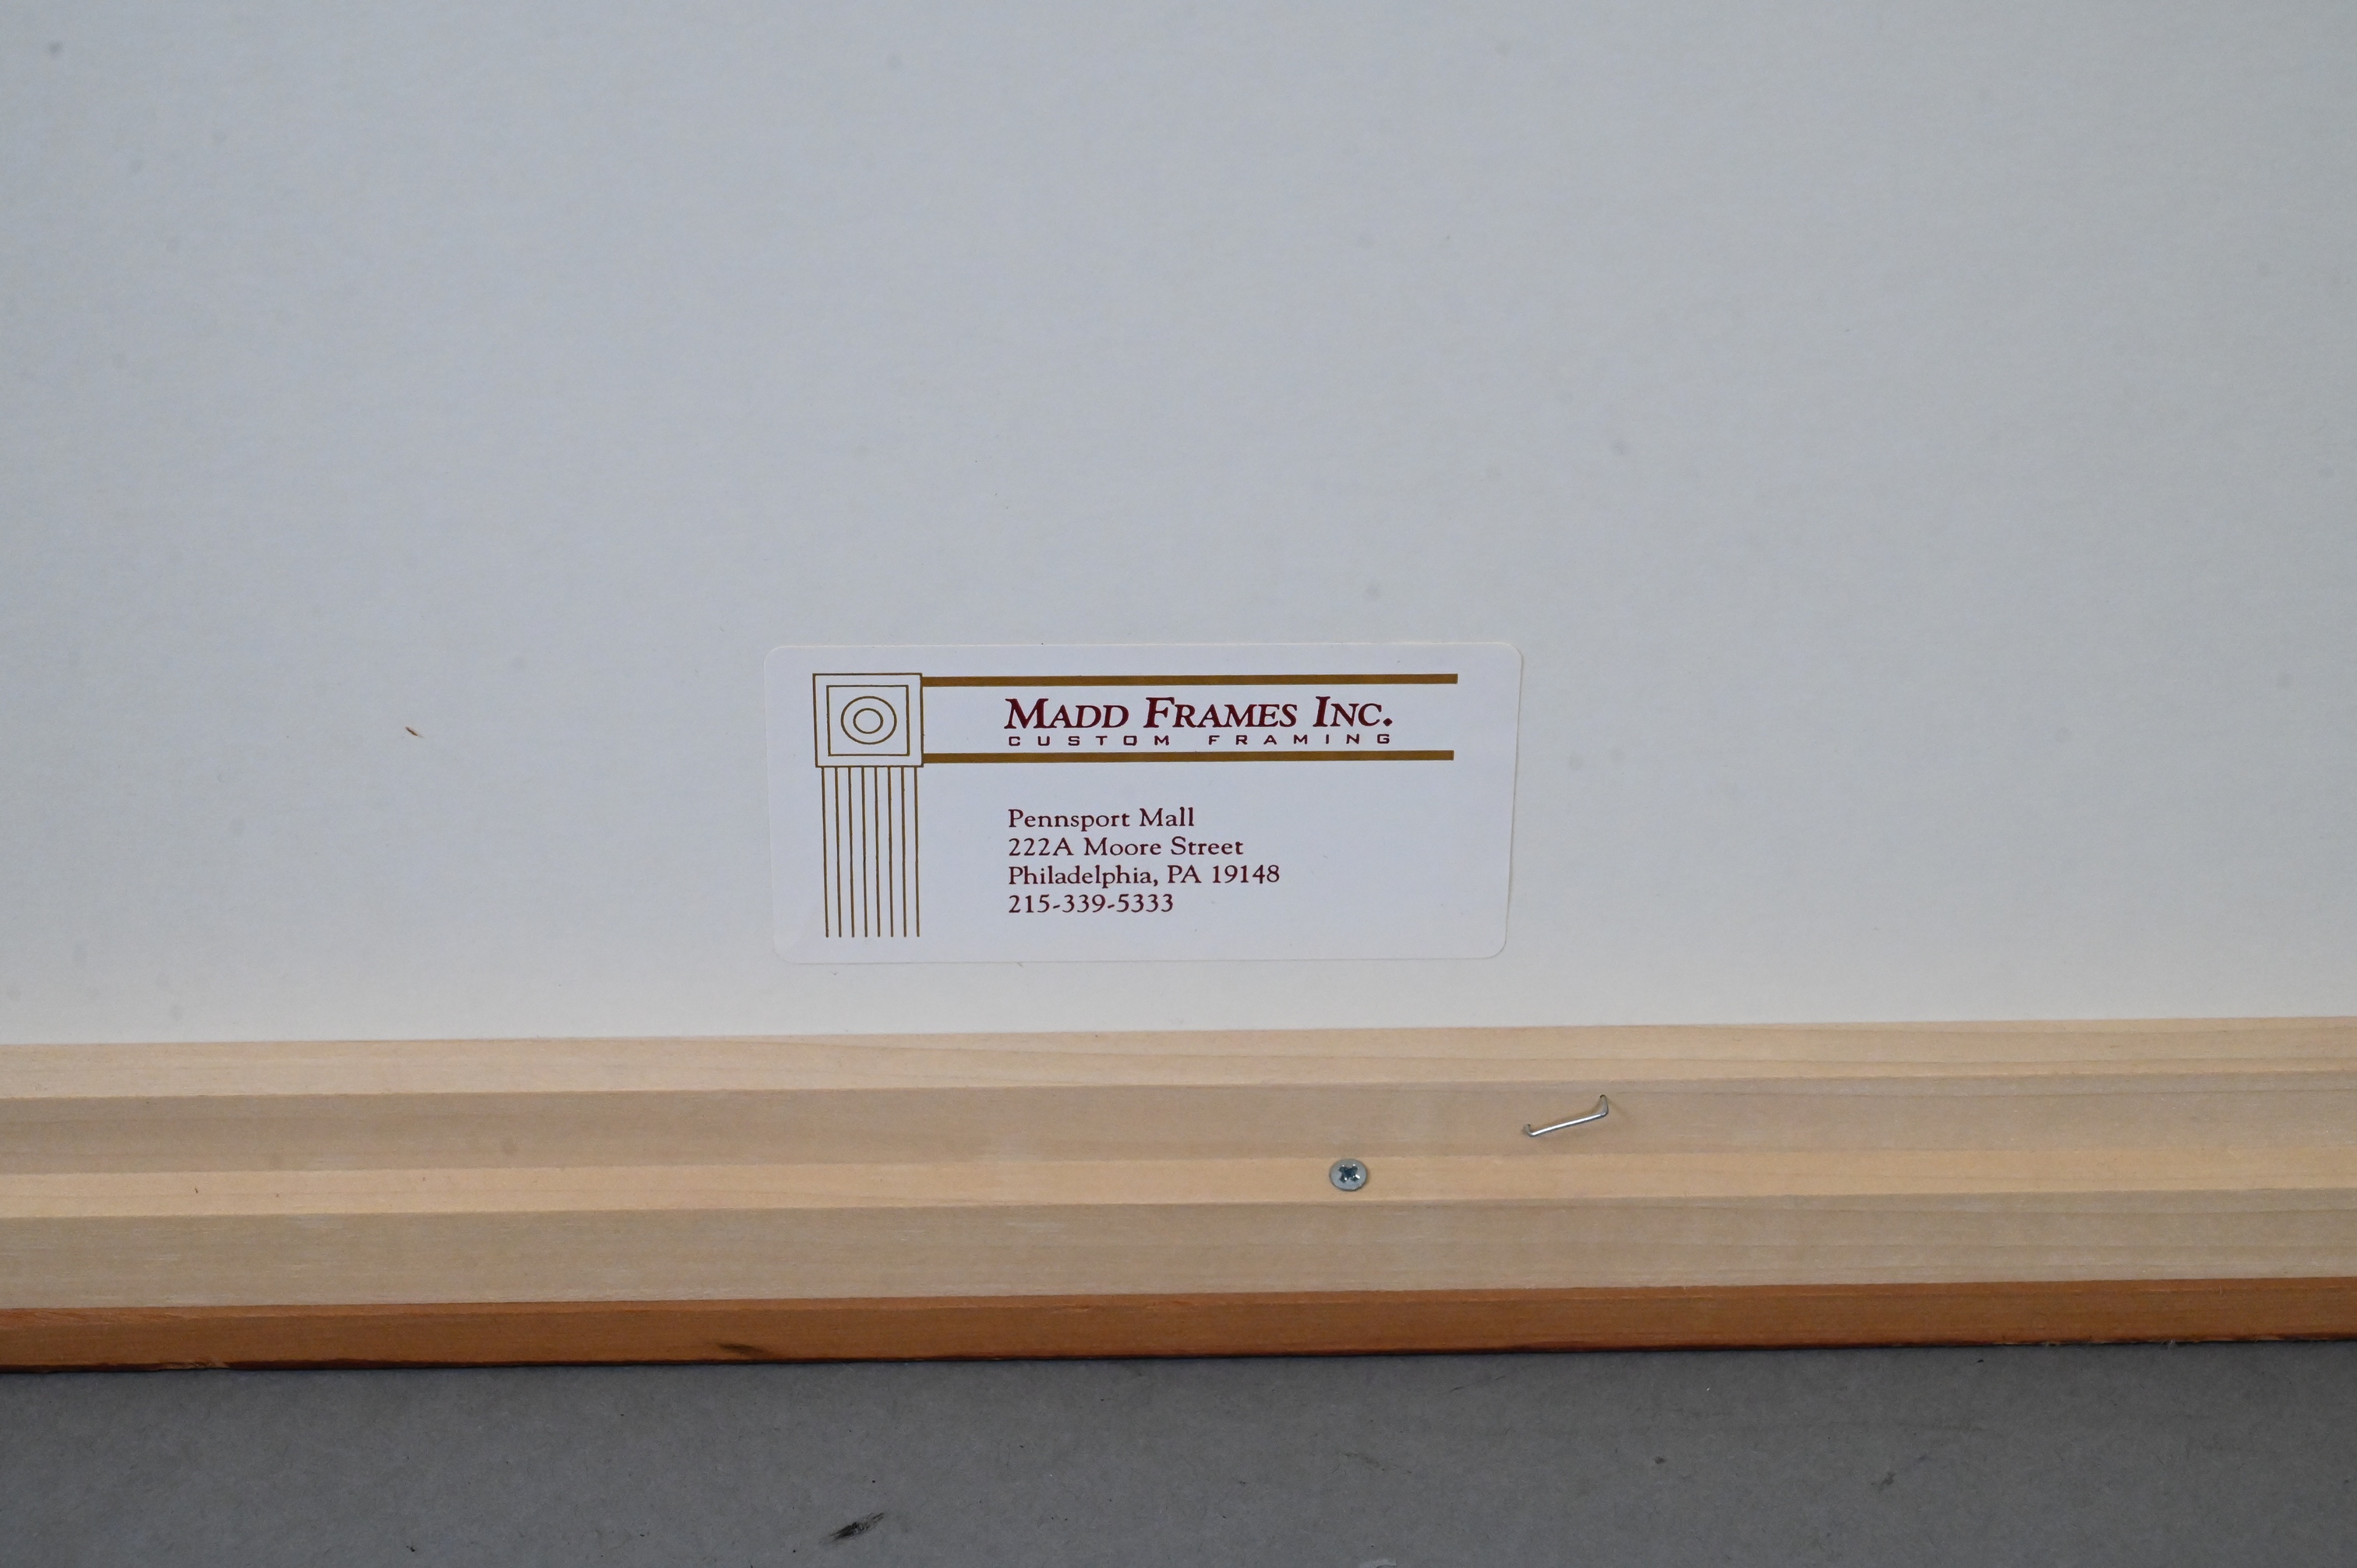 MADD FRAMES INC.
CUSTOM FRAMING
Pennsport Mall
222A Moore Street
Philadelphia, PA 19148
215-339-5333